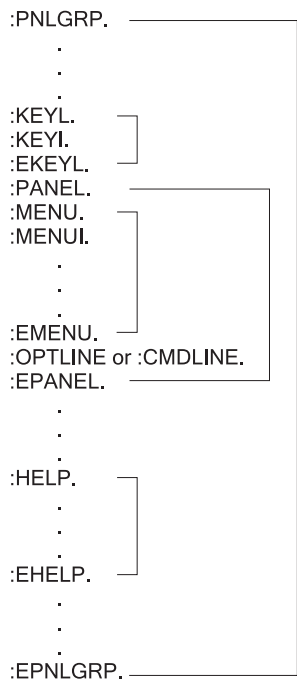 :PNLGRP.
.
.
.
:KEYL.
:KEYI.
:EKEYL.
:PANEL.
:MENU.
:MENUI.
.
.
.
:EMENU.
:OPTLINE or :CMDLINE.
:EPANEL.
.
.
.
:HELP.
.
.
.
:EHELP.
.
.
.
:EPNLGRP.